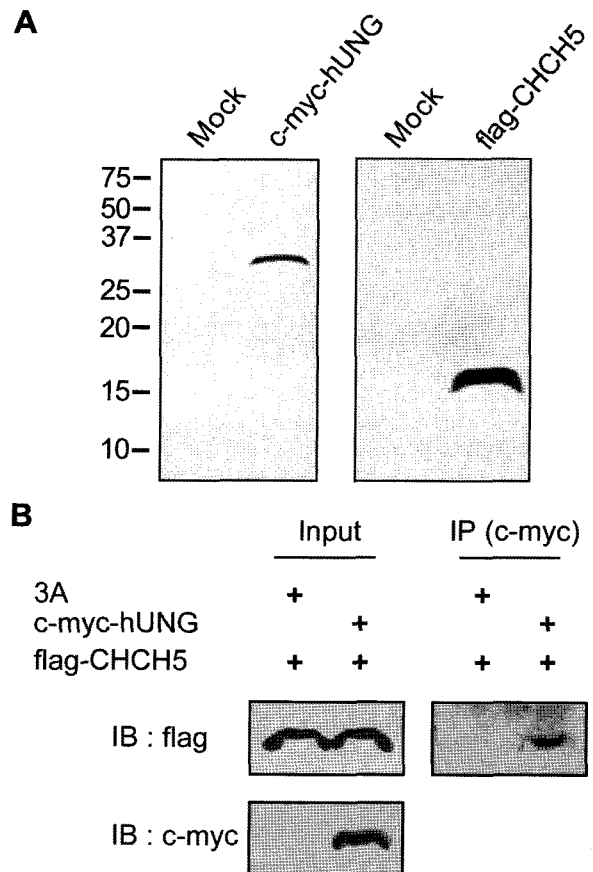 A
Mock
c-myc-hUNG
Mock
flag-CHCH5
75
50
37
25
20
15
10
B
Input
IP (c-myc)
3A
+
+
c-myc-hUNG
+
+
flag-CHCH5
+ + + +
IB : flag
IB : c-myc